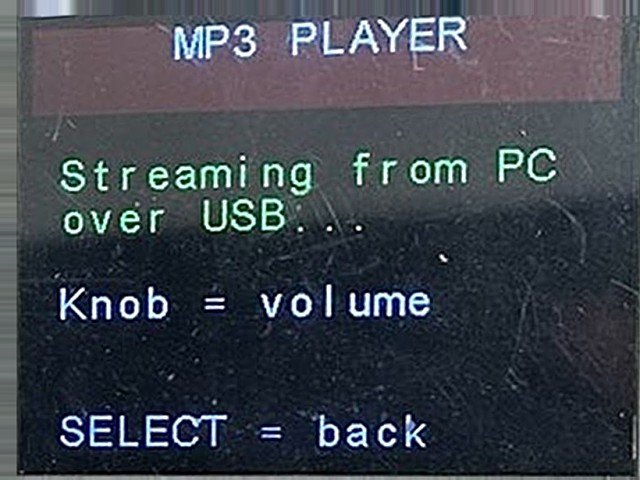 MP3 PLAYER
Streaming from PC
over USB...
Knob = volume
SELECT = back